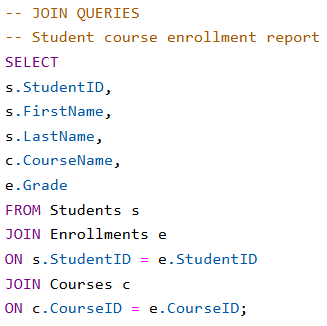 -- JOIN QUERIES
-- Student course enrollment report
SELECT
s.StudentID,
s.FirstName,
s.LastName,
c.CourseName,
e.Grade
FROM Students s
JOIN Enrollments e
ON s.StudentID = e.StudentID
JOIN Courses c
ON c.CourseID = e.CourseID;